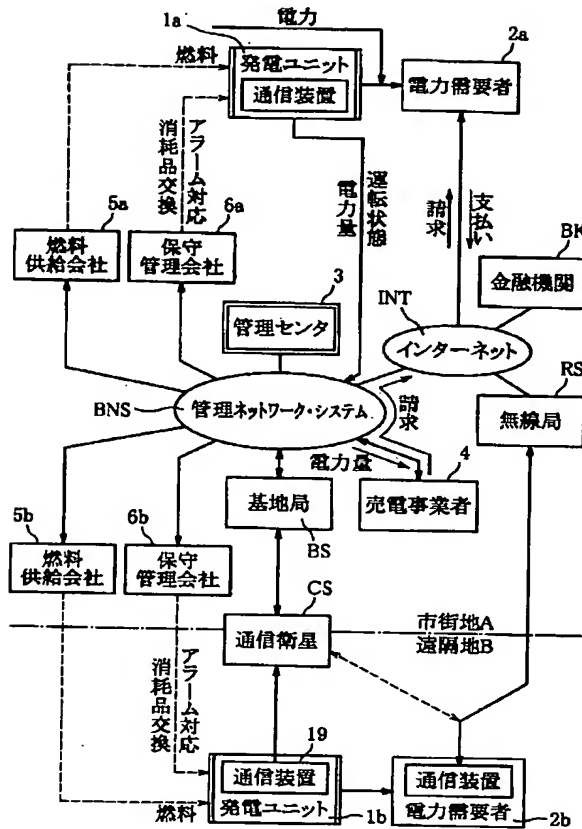 1a
電力
2a
燃料
発電ユニット
通信装置
電力需要者
消耗品交換
アラーム対応
電力量
運転状態
請求
支払い
5a
6a
BK
燃料
供給会社
保守
管理会社
金融機関
3
INT
管理センタ
インターネット
RS
BNS
管理ネットワーク・システム
請求
無線局
電力量
4
5b
6b
基地局
売電事業者
燃料
供給会社
保守
管理会社
BS
CS
通信衛星
市街地A
遠隔地B
消耗品交換
アラーム対応
19
通信装置
発電ユニット
通信装置
電力需要者
燃料
1b
2b